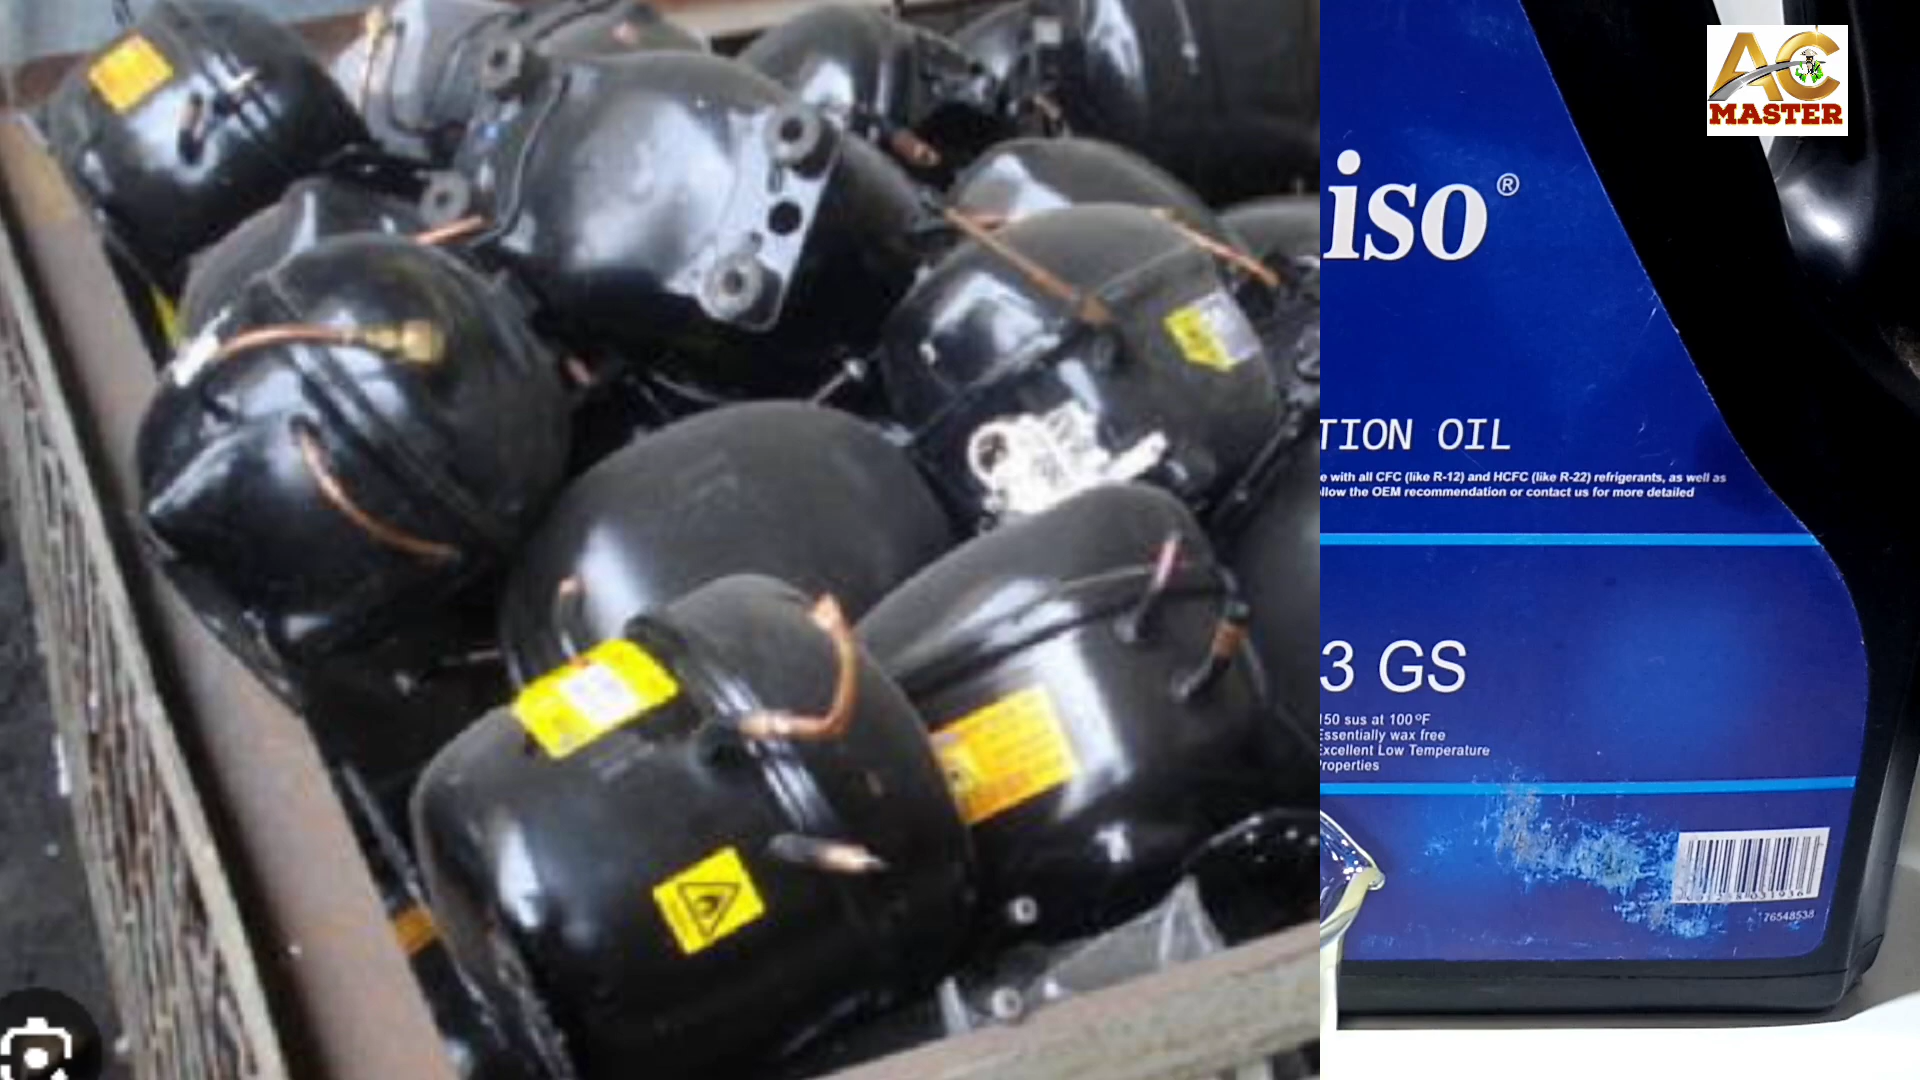 AC
MASTER
iso®
TION OIL
e with all CFC (like R-12) and HCFC (like R-22) refrigerants, as well as
llow the OEM recommendation or contact us for more detailed
3 GS
150 sus at 100°F
Essentially wax free
Excellent Low Temperature
Properties
76548538